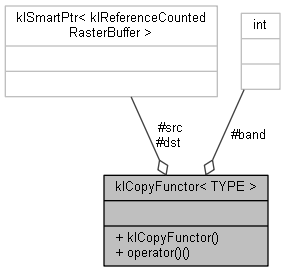 klSmartPtr< klReferenceCounted
RasterBuffer >
int
#src
#dst
#band
klCopyFunctor< TYPE >
+ klCopyFunctor()
+ operator()()